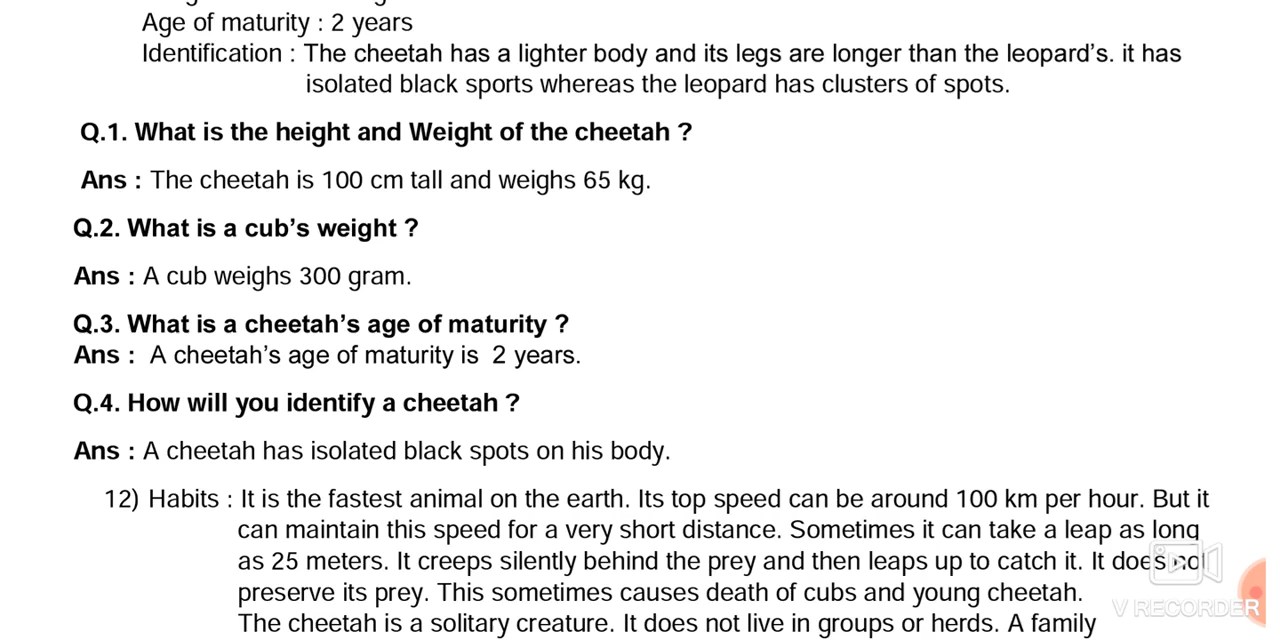 Age of maturity : 2 years
Identification : The cheetah has a lighter body and its legs are longer than the leopard's. it has
isolated black sports whereas the leopard has clusters of spots.
Q.1. What is the height and Weight of the cheetah ?
Ans : The cheetah is 100 cm tall and weighs 65 kg.
Q.2. What is a cub's weight ?
Ans : A cub weighs 300 gram.
Q.3. What is a cheetah's age of maturity ?
Ans : A cheetah's age of maturity is 2 years.
Q.4. How will you identify a cheetah ?
Ans : A cheetah has isolated black spots on his body.
12) Habits : It is the fastest animal on the earth. Its top speed can be around 100 km per hour. But it
can maintain this speed for a very short distance. Sometimes it can take a leap as long
as 25 meters. It creeps silently behind the prey and then leaps up to catch it. It does not
preserve its prey. This sometimes causes death of cubs and young cheetah.
V RECORDER
The cheetah is a solitary creature. It does not live in groups or herds. A family